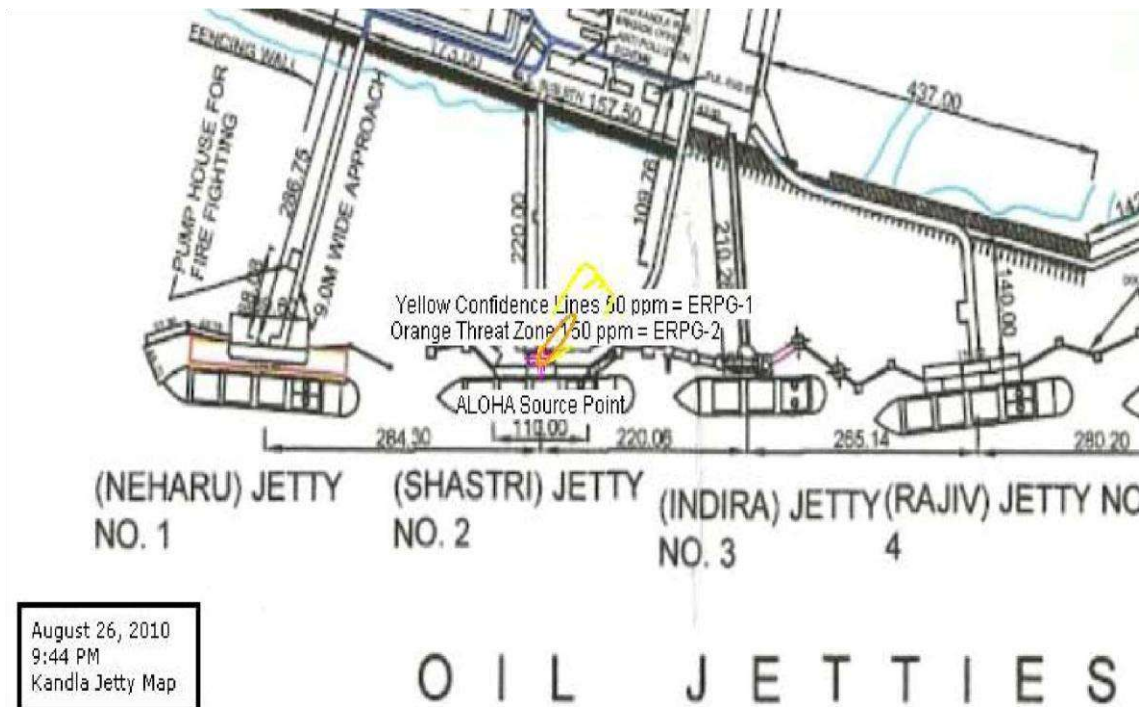 FENCING WALL
PUMP HOUSE FOR
FIRE FIGHTING
286.75
9.0M WIDE APPROACH
157.50
220.00
109.76
437.00
140.00
Yellow Confidence Lines 50 ppm = ERPG-1
Orange Threat Zone 150 ppm = ERPG-2
ALOHA Source Point
284.30
110.00
220.06
265.14
280.20
(NEHARU) JETTY
NO. 1
(SHASTRI) JETTY
NO. 2
(INDIRA) JETTY
NO. 3
(RAJIV) JETTY NO
4
August 26, 2010
9:44 PM
Kandla Jetty Map
OIL JETTIES